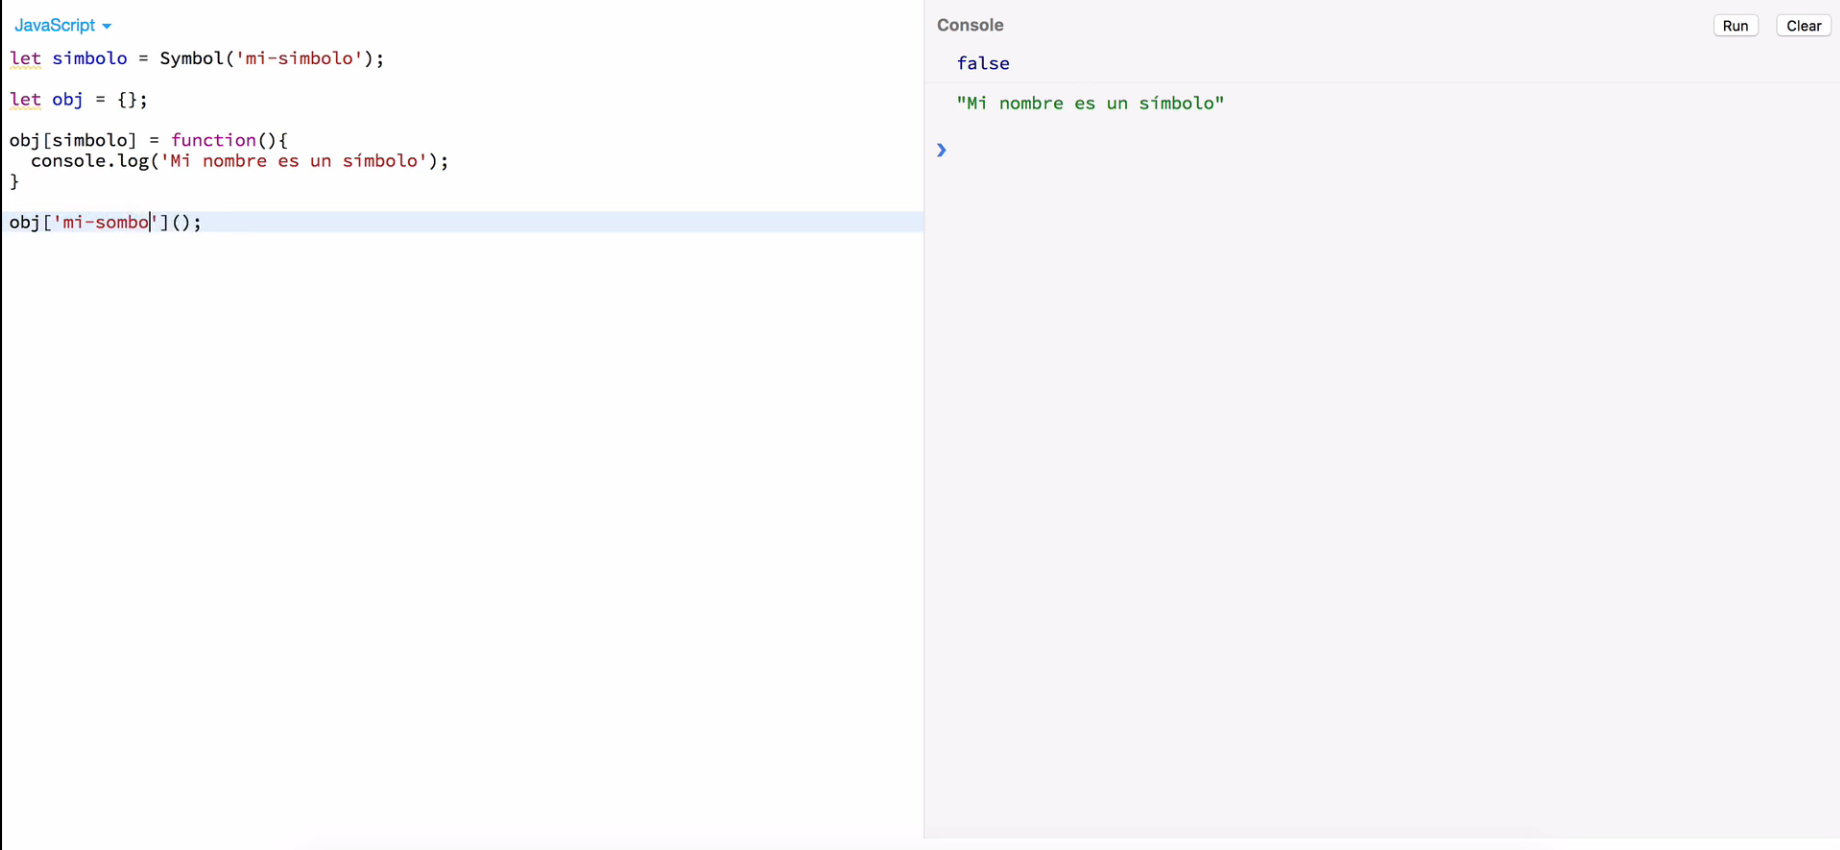 JavaScript
let simbolo = Symbol('mi-simbolo');
let obj = {};
obj[simbolo] = function(){
  console.log('Mi nombre es un símbolo');
}
obj['mi-sombo']();
Console
Run
Clear
false
"Mi nombre es un símbolo"